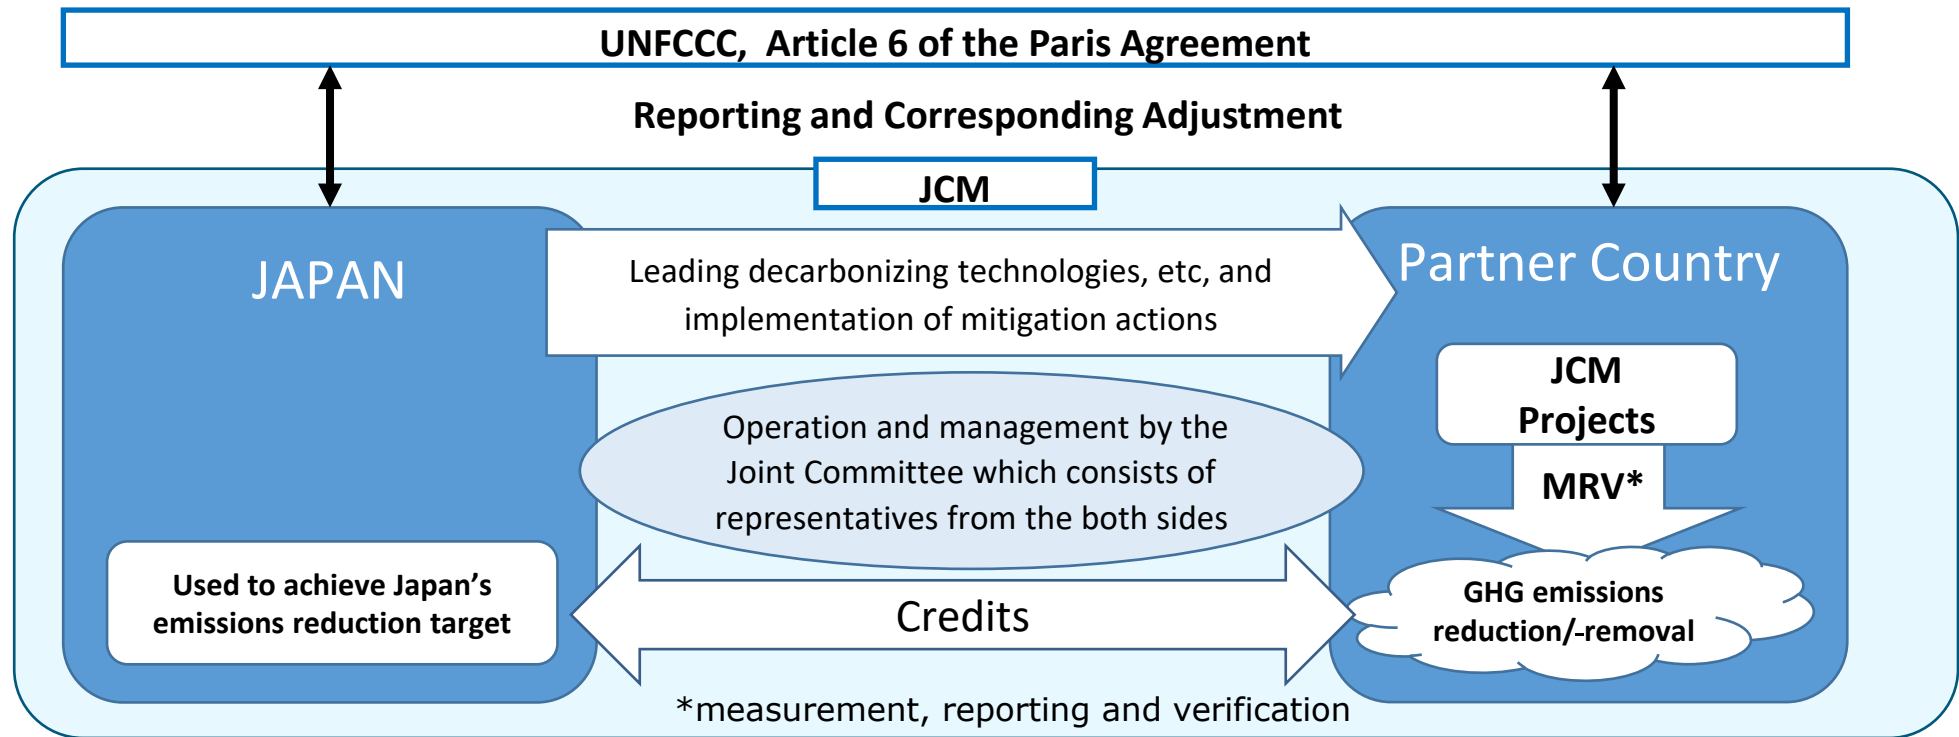 UNFCCC, Article 6 of the Paris Agreement
Reporting and Corresponding Adjustment
JCM
JAPAN
Leading decarbonizing technologies, etc, and
implementation of mitigation actions
Partner Country
JCM
Projects
MRV*
Operation and management by the
Joint Committee which consists of
representatives from the both sides
Used to achieve Japan’s
emissions reduction target
Credits
GHG emissions
reduction/-removal
*measurement, reporting and verification